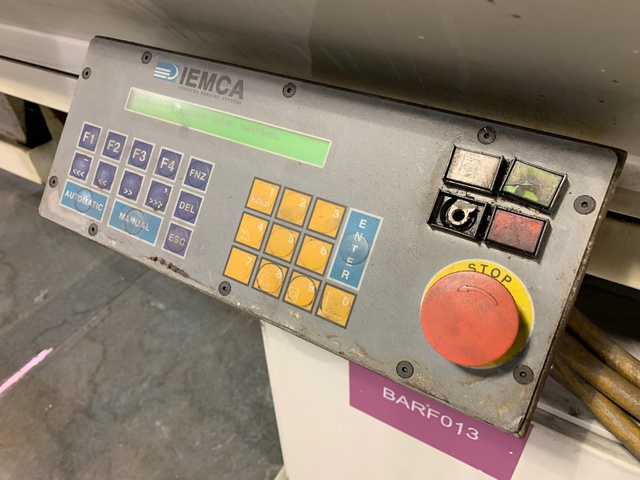 IEMCA
F1 F2 F3 F4 FNZ
<<< << >> >>> DEL
AUTOMATIC MANUAL ESC
1 2 3
HOLD
4 5 6
7 8 9 0
ENTER
STOP
BARF013